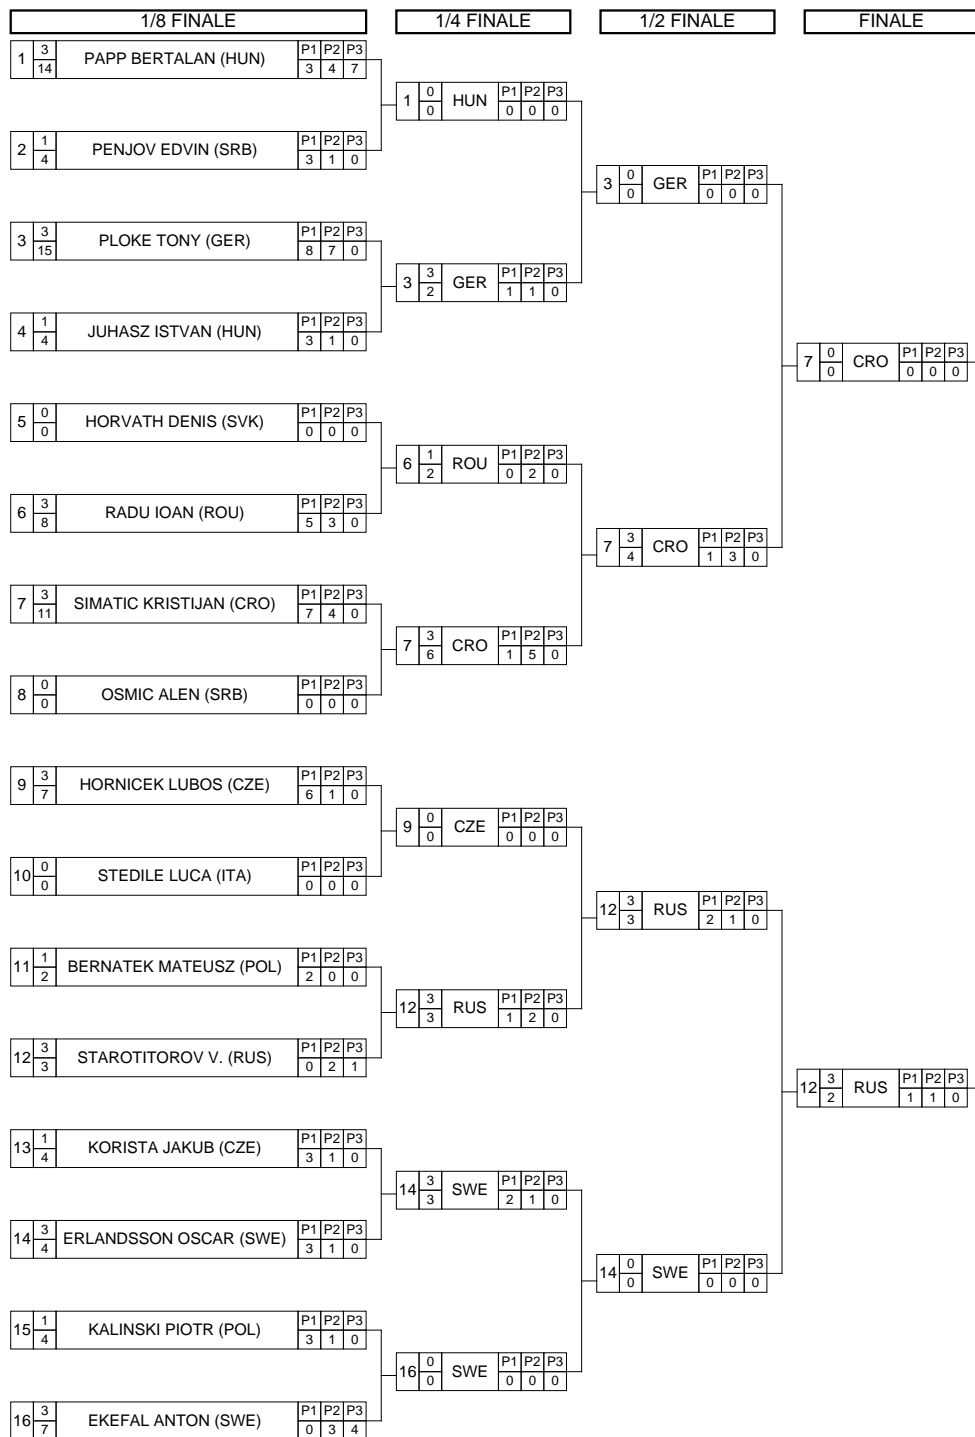 1/8 FINALE 1/4 FINALE 1/2 FINALE FINALE
1 3 14 PAPP BERTALAN (HUN) P1 P2 P3 3 4 7
1 0 0 HUN P1 P2 P3 0 0 0
2 1 4 PENJOV EDVIN (SRB) P1 P2 P3 3 1 0
3 0 0 GER P1 P2 P3 0 0 0
3 3 15 PLOKE TONY (GER) P1 P2 P3 8 7 0
3 3 2 GER P1 P2 P3 1 1 0
4 1 4 JUHASZ ISTVAN (HUN) P1 P2 P3 3 1 0
7 0 0 CRO P1 P2 P3 0 0 0
5 0 0 HORVATH DENIS (SVK) P1 P2 P3 0 0 0
6 1 2 ROU P1 P2 P3 0 2 0
6 3 8 RADU IOAN (ROU) P1 P2 P3 5 3 0
7 3 4 CRO P1 P2 P3 1 3 0
7 3 11 SIMATIC KRISTIJAN (CRO) P1 P2 P3 7 4 0
7 3 6 CRO P1 P2 P3 1 5 0
8 0 0 OSMIC ALEN (SRB) P1 P2 P3 0 0 0
9 3 7 HORNICEK LUBOS (CZE) P1 P2 P3 6 1 0
9 0 0 CZE P1 P2 P3 0 0 0
10 0 0 STEDILE LUCA (ITA) P1 P2 P3 0 0 0
12 3 3 RUS P1 P2 P3 2 1 0
11 1 2 BERNATEK MATEUSZ (POL) P1 P2 P3 2 0 0
12 3 3 RUS P1 P2 P3 1 2 0
12 3 3 STAROTITOROV V. (RUS) P1 P2 P3 0 2 1
12 3 2 RUS P1 P2 P3 1 1 0
13 1 4 KORISTA JAKUB (CZE) P1 P2 P3 3 1 0
14 3 3 SWE P1 P2 P3 2 1 0
14 3 4 ERLANDSSON OSCAR (SWE) P1 P2 P3 3 1 0
14 0 0 SWE P1 P2 P3 0 0 0
15 1 4 KALINSKI PIOTR (POL) P1 P2 P3 3 1 0
16 0 0 SWE P1 P2 P3 0 0 0
16 3 7 EKEFAL ANTON (SWE) P1 P2 P3 0 3 4